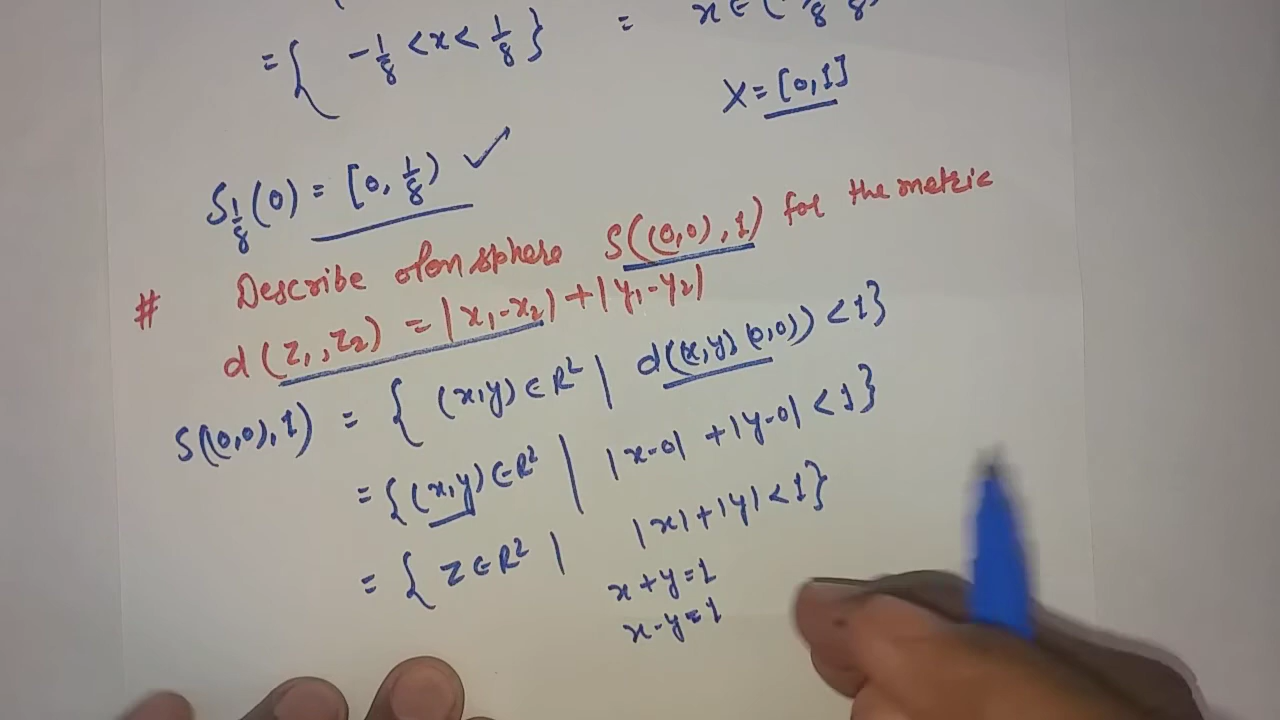 = { -1/8 < x < 1/8 } =
X = [0,1]
S_{1/8}(0) = [0, 1/8) ✓
# Describe open sphere S((0,0),1) for the metric
d(z₁, z₂) = |x₁-x₂| + |y₁-y₂|
S((0,0),1) = { (x,y) ∈ R² | d((x,y) (0,0)) < 1 }
= { (x,y) ∈ R² | |x-0| + |y-0| < 1 }
= { z ∈ R² | |x| + |y| < 1 }
x + y = 1
x - y = 1